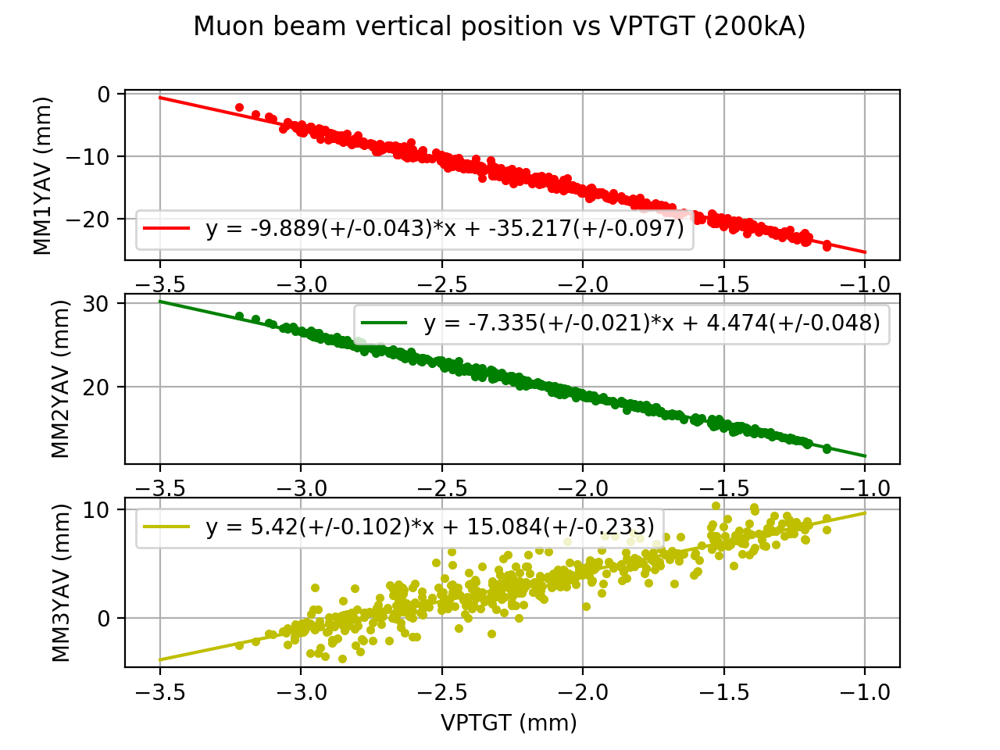 Muon beam vertical position vs VPTGT (200kA)
MM1YAV (mm)
0
−10
−20
y = -9.889(+/-0.043)*x + -35.217(+/-0.097)
−3.5 −3.0 −2.5 −2.0 −1.5 −1.0
MM2YAV (mm)
30
20
y = -7.335(+/-0.021)*x + 4.474(+/-0.048)
−3.5 −3.0 −2.5 −2.0 −1.5 −1.0
MM3YAV (mm)
10
0
y = 5.42(+/-0.102)*x + 15.084(+/-0.233)
−3.5 −3.0 −2.5 −2.0 −1.5 −1.0
VPTGT (mm)